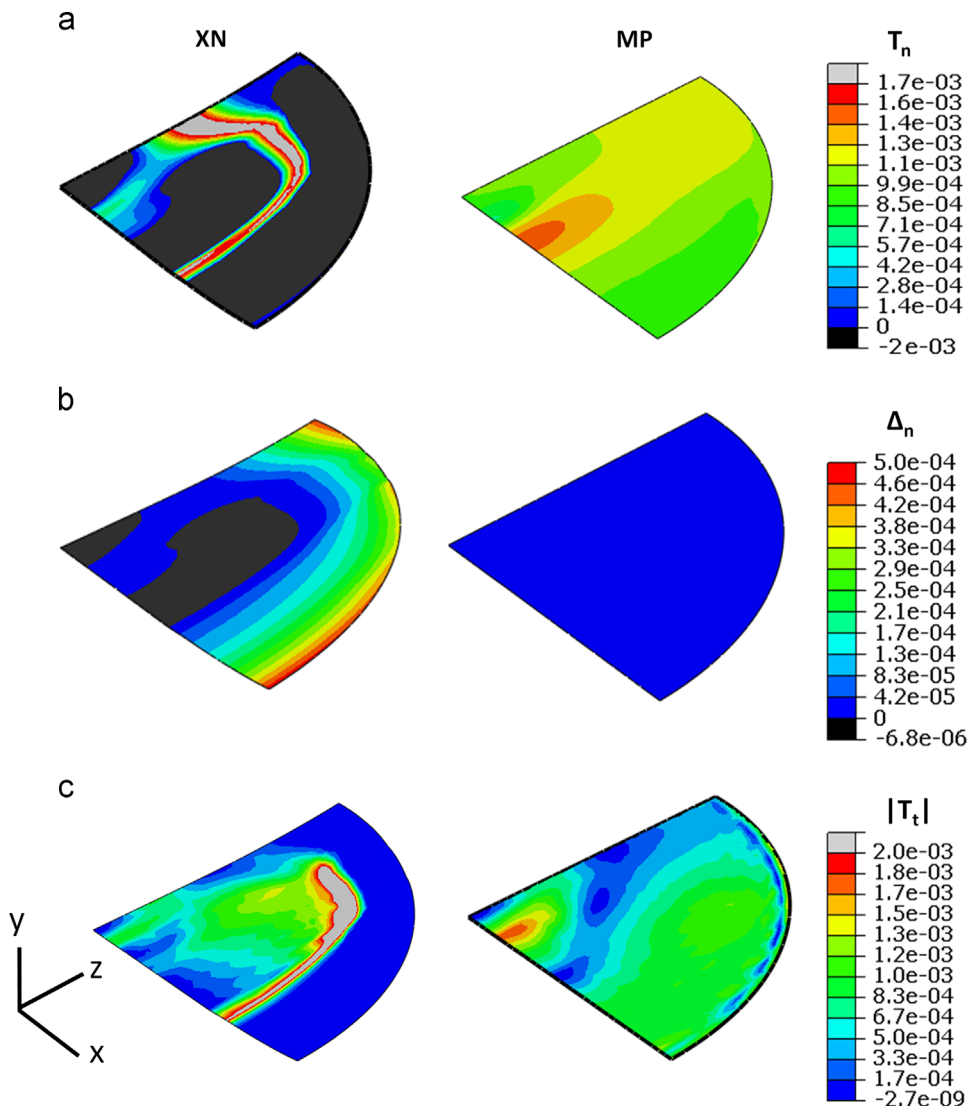 a
XN
MP
Tn
1.7e-03
1.6e-03
1.4e-03
1.3e-03
1.1e-03
9.9e-04
8.5e-04
7.1e-04
5.7e-04
4.2e-04
2.8e-04
1.4e-04
0
-2e-03
b
Δn
5.0e-04
4.6e-04
4.2e-04
3.8e-04
3.3e-04
2.9e-04
2.5e-04
2.1e-04
1.7e-04
1.3e-04
8.3e-05
4.2e-05
0
-6.8e-06
c
|Tt|
2.0e-03
1.8e-03
1.7e-03
1.5e-03
1.3e-03
1.2e-03
1.0e-03
8.3e-04
6.7e-04
5.0e-04
3.3e-04
1.7e-04
-2.7e-09
y
z
x